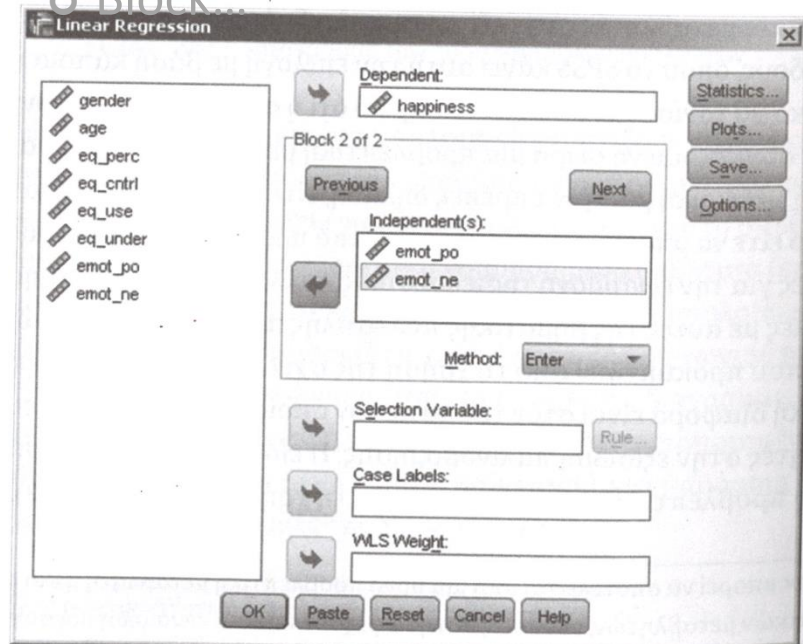 Block...
Linear Regression
gender
age
eq_perc
eq_cntrl
eq_use
eq_under
emot_po
emot_ne
Dependent:
happiness
Block 2 of 2
Previous
Next
Independent(s):
emot_po
emot_ne
Method: Enter
Selection Variable:
Rule...
Case Labels:
WLS Weight:
Statistics...
Plots...
Save...
Options...
OK Paste Reset Cancel Help